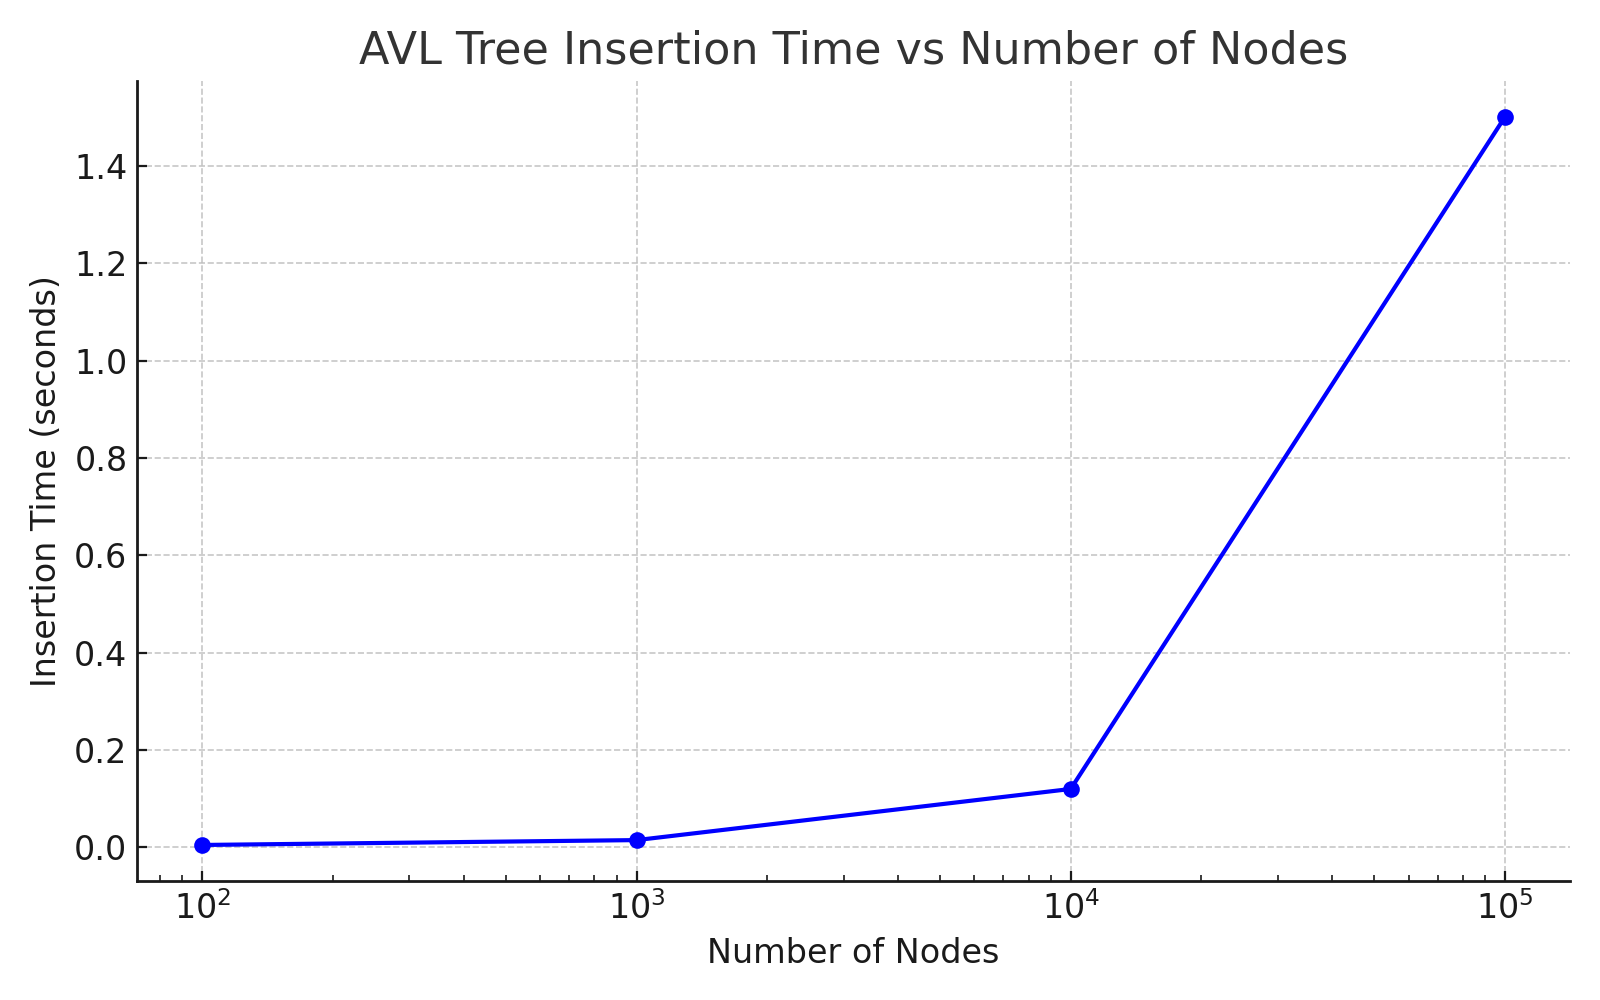 AVL Tree Insertion Time vs Number of Nodes
Insertion Time (seconds)
1.4
1.2
1.0
0.8
0.6
0.4
0.2
0.0
10² 10³ 10⁴ 10⁵
Number of Nodes